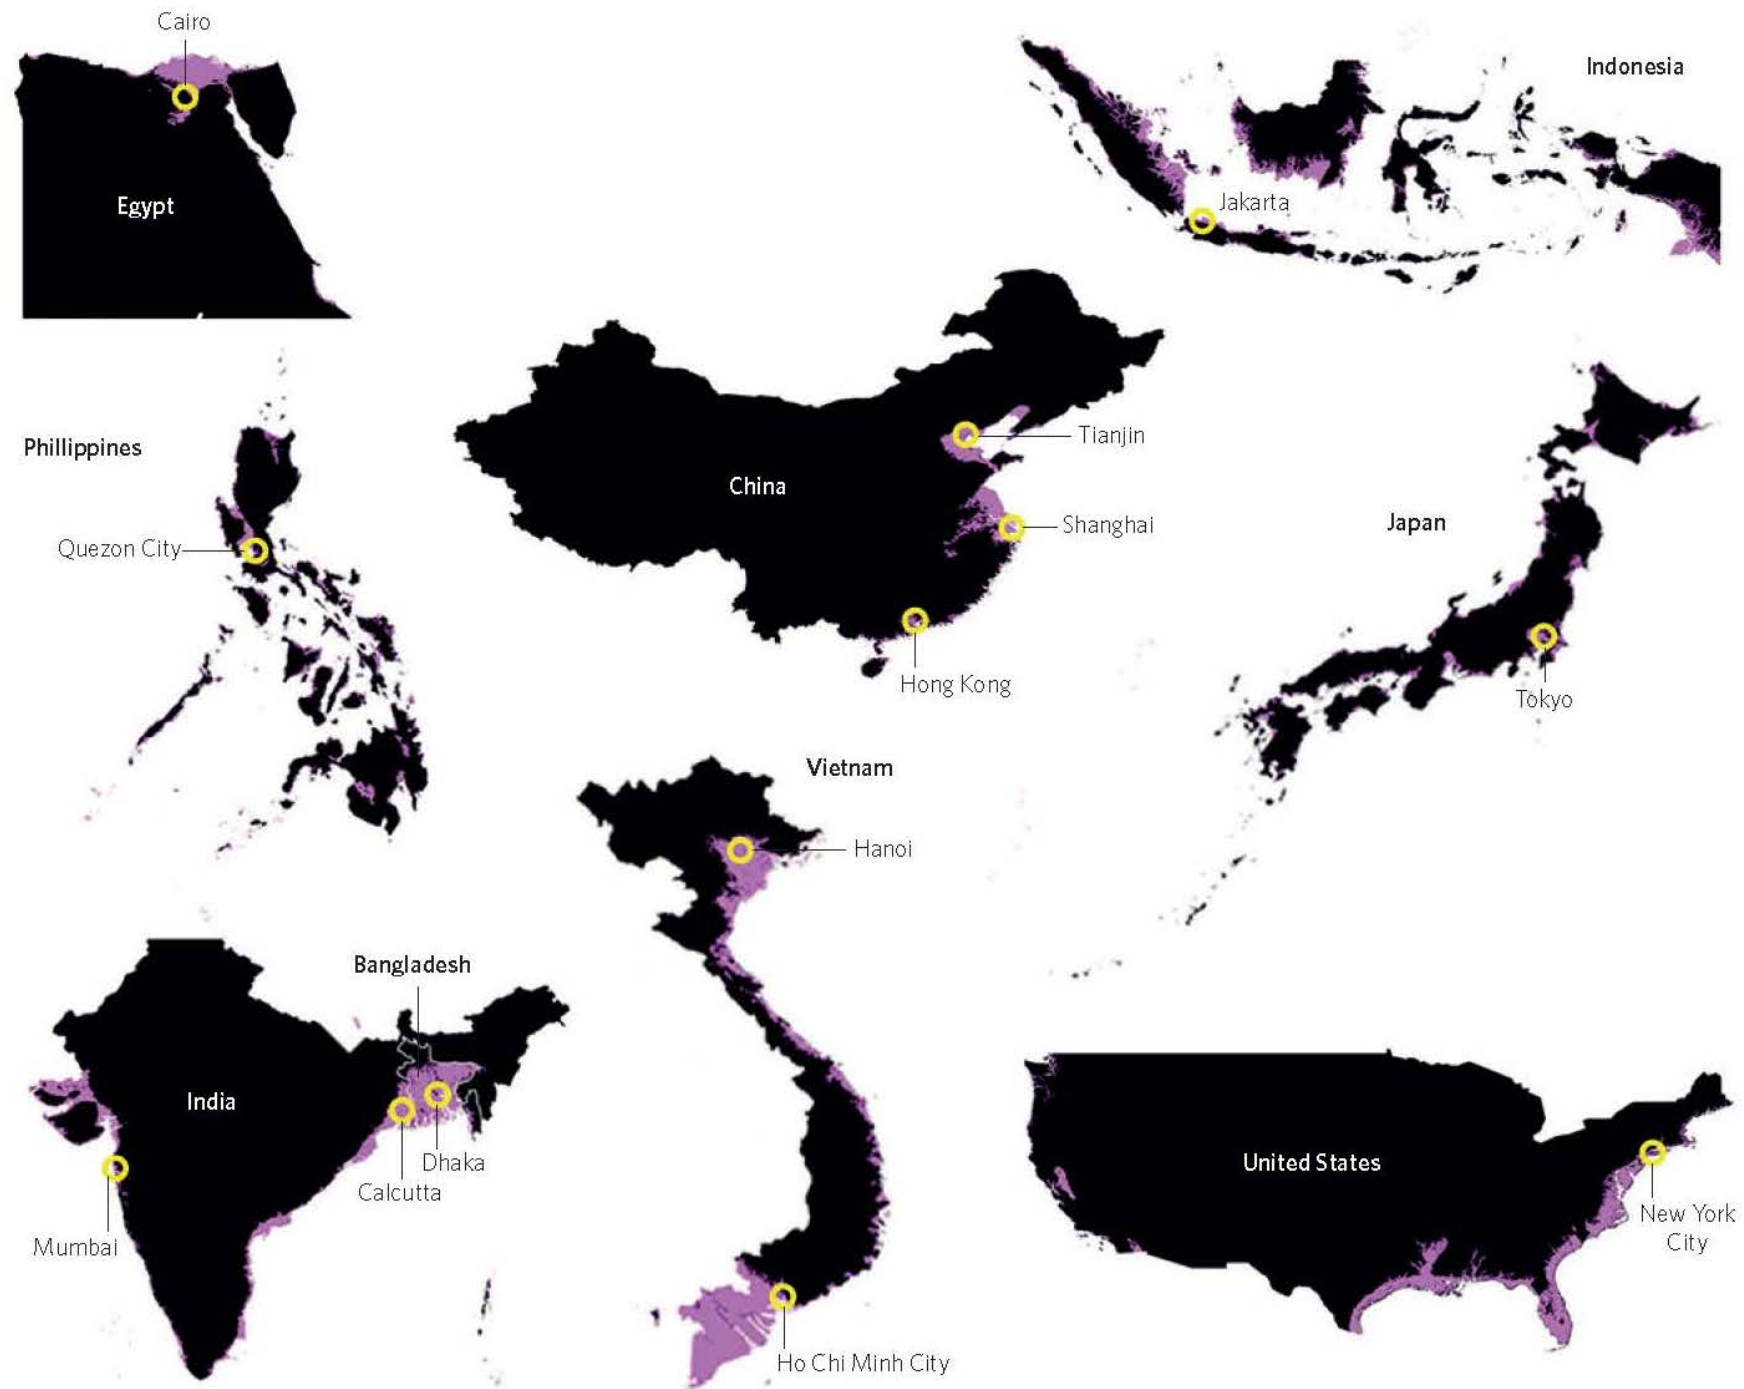 Cairo
Egypt
Indonesia
Jakarta
Phillippines
Quezon City
China
Tianjin
Shanghai
Hong Kong
Japan
Tokyo
Vietnam
Hanoi
Ho Chi Minh City
Bangladesh
India
Dhaka
Calcutta
Mumbai
United States
New York
City